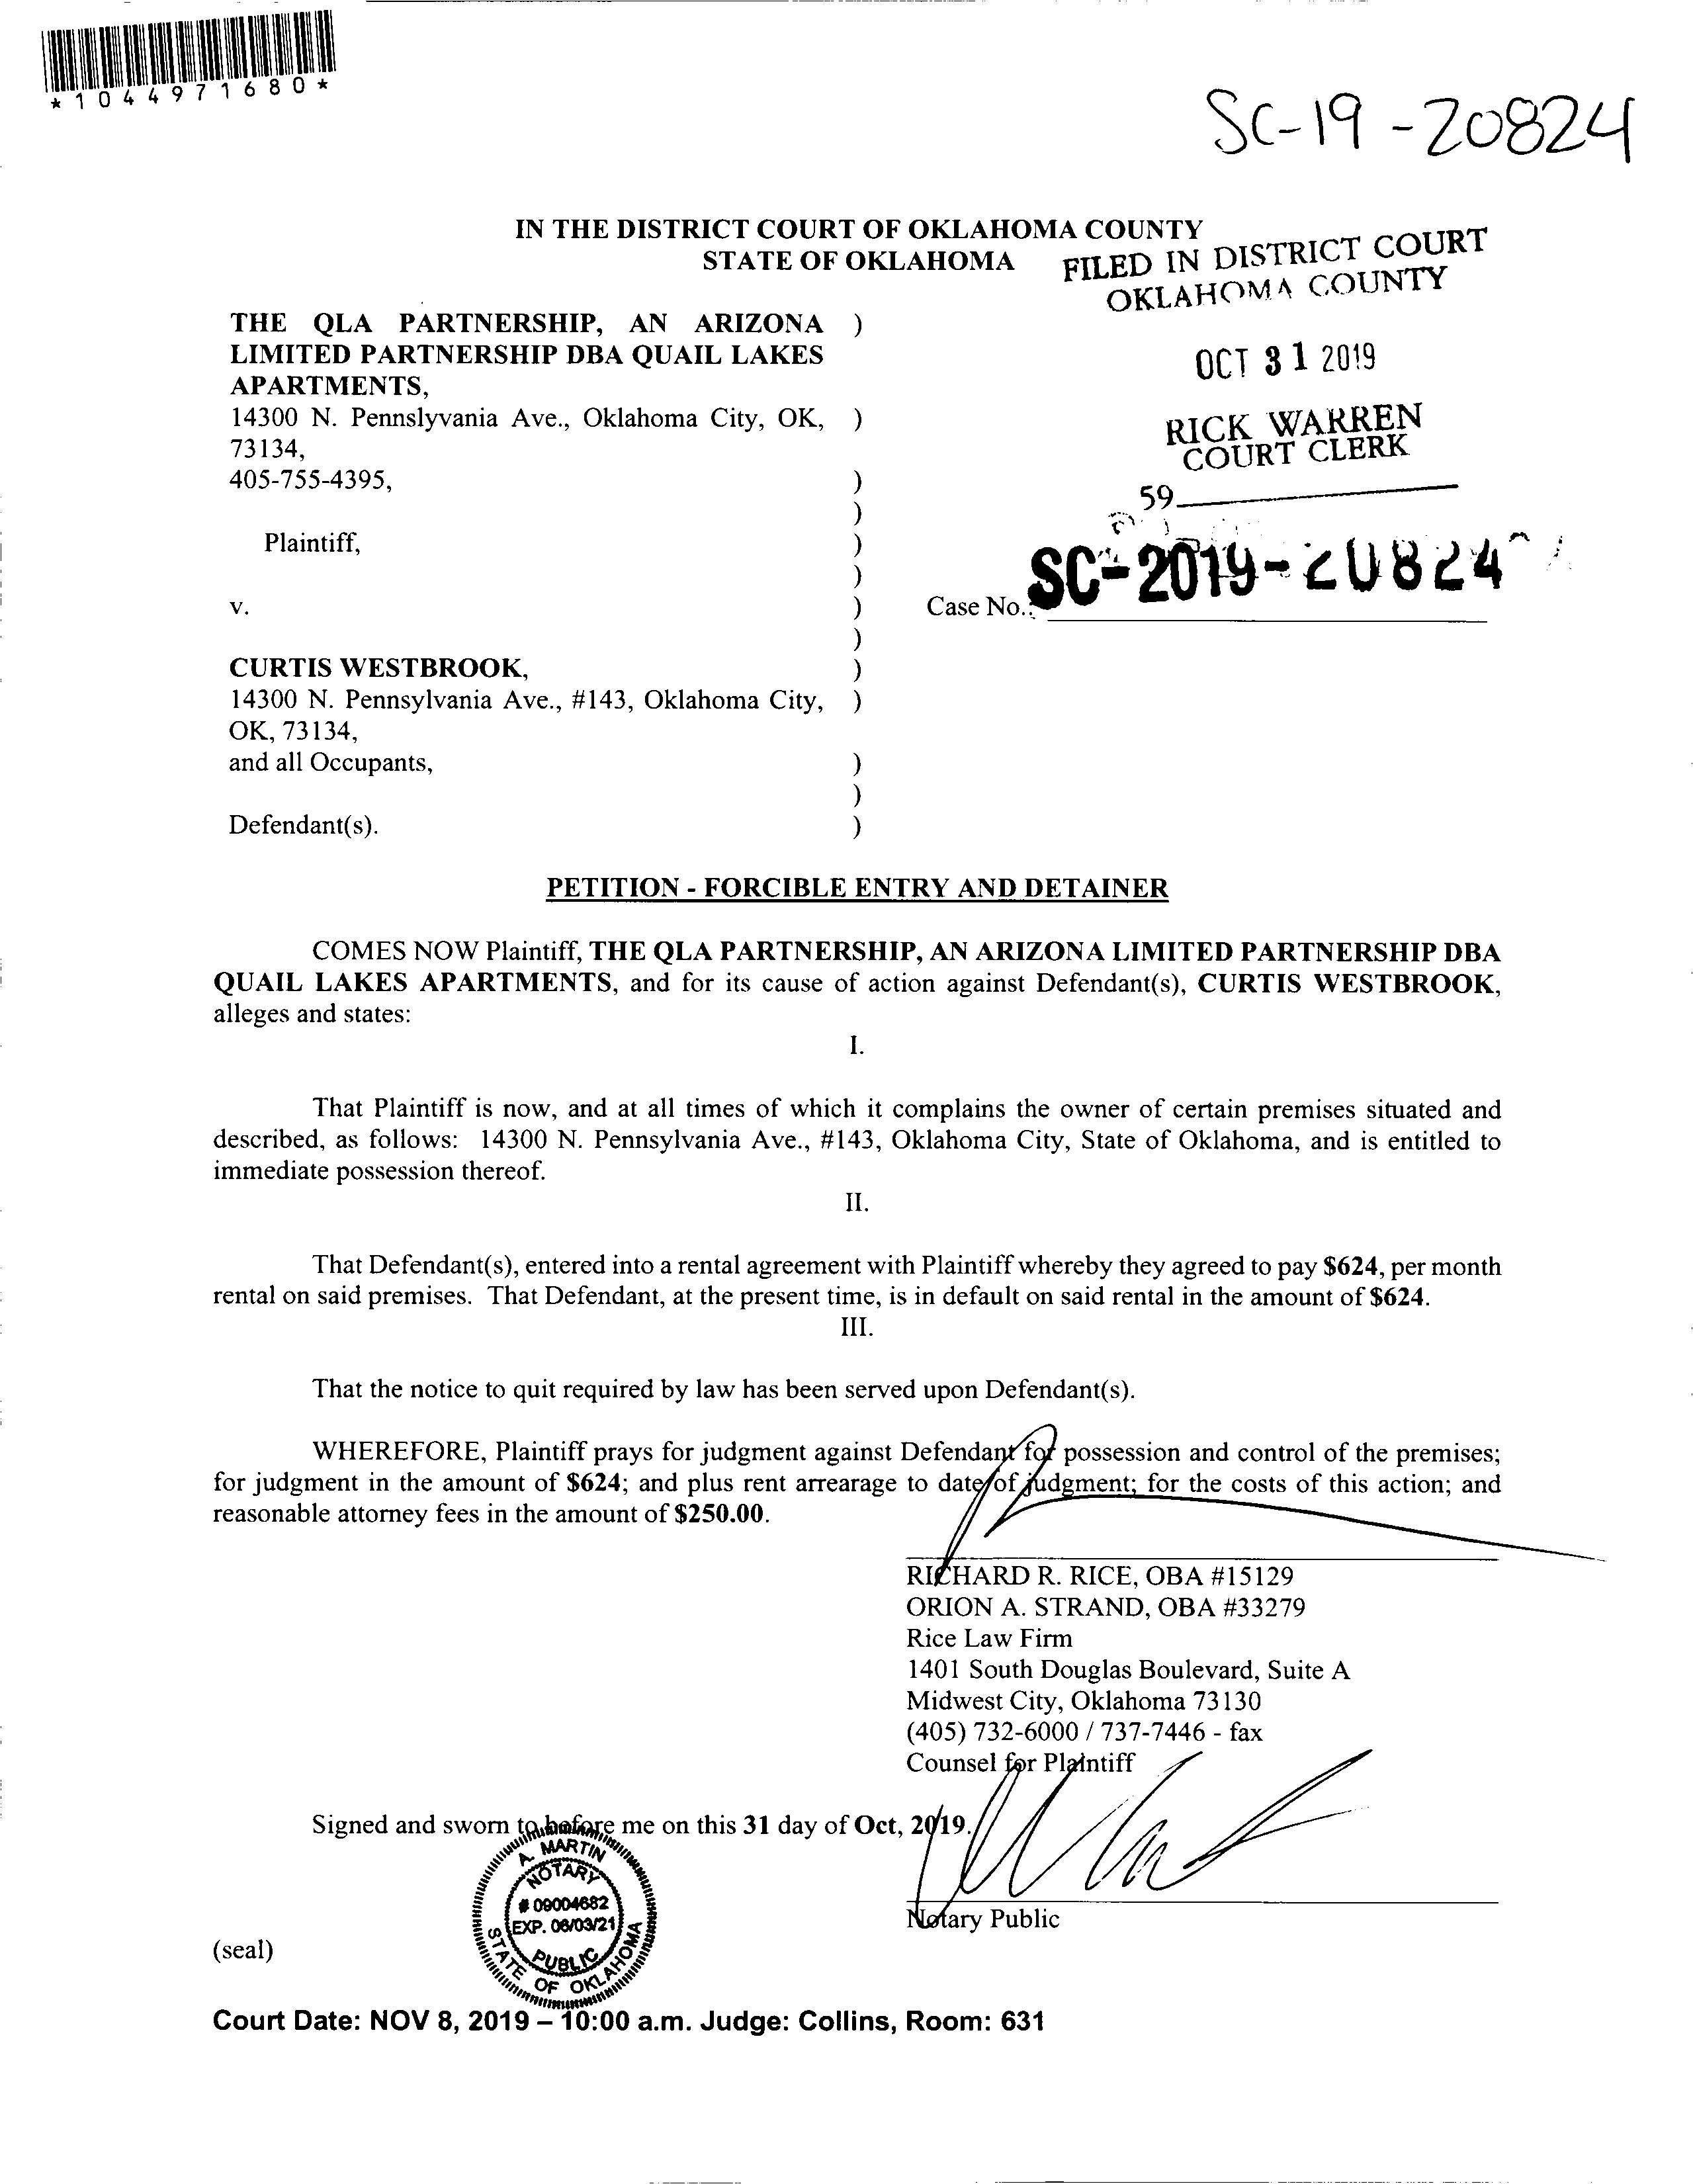 *1044971680*
SC-19-20824
IN THE DISTRICT COURT OF OKLAHOMA COUNTY
STATE OF OKLAHOMA
FILED IN DISTRICT COURT
OKLAHOMA COUNTY
OCT 31 2019
RICK WARREN
COURT CLERK
59
THE QLA PARTNERSHIP, AN ARIZONA )
LIMITED PARTNERSHIP DBA QUAIL LAKES
APARTMENTS,
14300 N. Pennslyvania Ave., Oklahoma City, OK, )
73134,
405-755-4395, )
)
Plaintiff, )
)
v. ) Case No.: SC-2019-20824
)
CURTIS WESTBROOK, )
14300 N. Pennsylvania Ave., #143, Oklahoma City, )
OK, 73134,
and all Occupants, )
)
Defendant(s). )
PETITION - FORCIBLE ENTRY AND DETAINER
COMES NOW Plaintiff, THE QLA PARTNERSHIP, AN ARIZONA LIMITED PARTNERSHIP DBA
QUAIL LAKES APARTMENTS, and for its cause of action against Defendant(s), CURTIS WESTBROOK,
alleges and states:
I.
That Plaintiff is now, and at all times of which it complains the owner of certain premises situated and
described, as follows: 14300 N. Pennsylvania Ave., #143, Oklahoma City, State of Oklahoma, and is entitled to
immediate possession thereof.
II.
That Defendant(s), entered into a rental agreement with Plaintiff whereby they agreed to pay $624, per month
rental on said premises. That Defendant, at the present time, is in default on said rental in the amount of $624.
III.
That the notice to quit required by law has been served upon Defendant(s).
WHEREFORE, Plaintiff prays for judgment against Defendant for possession and control of the premises;
for judgment in the amount of $624; and plus rent arrearage to date of judgment; for the costs of this action; and
reasonable attorney fees in the amount of $250.00.
RICHARD R. RICE, OBA #15129
ORION A. STRAND, OBA #33279
Rice Law Firm
1401 South Douglas Boulevard, Suite A
Midwest City, Oklahoma 73130
(405) 732-6000 / 737-7446 - fax
Counsel for Plaintiff
Signed and sworn to before me on this 31 day of Oct, 2019.
A. MARTIN
NOTARY
# 09004682
EXP. 06/03/21
PUBLIC
STATE OF OKLAHOMA
Notary Public
(seal)
Court Date: NOV 8, 2019 – 10:00 a.m. Judge: Collins, Room: 631